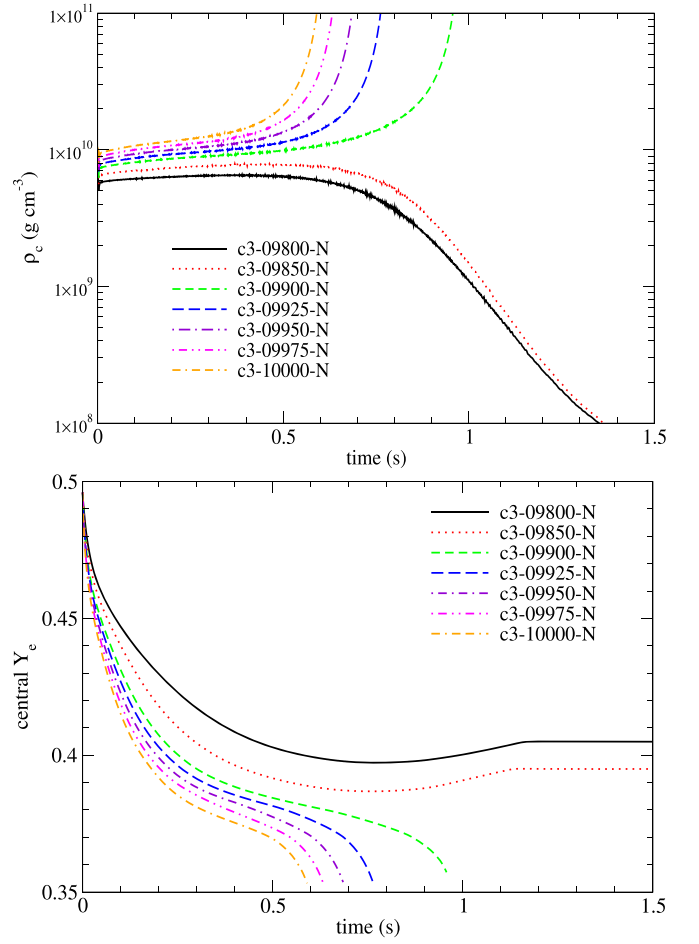 1×10¹¹
1×10¹⁰
1×10⁹
1×10⁸
ρ_c (g cm⁻³)
c3-09800-N
c3-09850-N
c3-09900-N
c3-09925-N
c3-09950-N
c3-09975-N
c3-10000-N
0 0.5 1 1.5
time (s)
0.5
0.45
0.4
0.35
central Y_e
c3-09800-N
c3-09850-N
c3-09900-N
c3-09925-N
c3-09950-N
c3-09975-N
c3-10000-N
0 0.5 1 1.5
time (s)